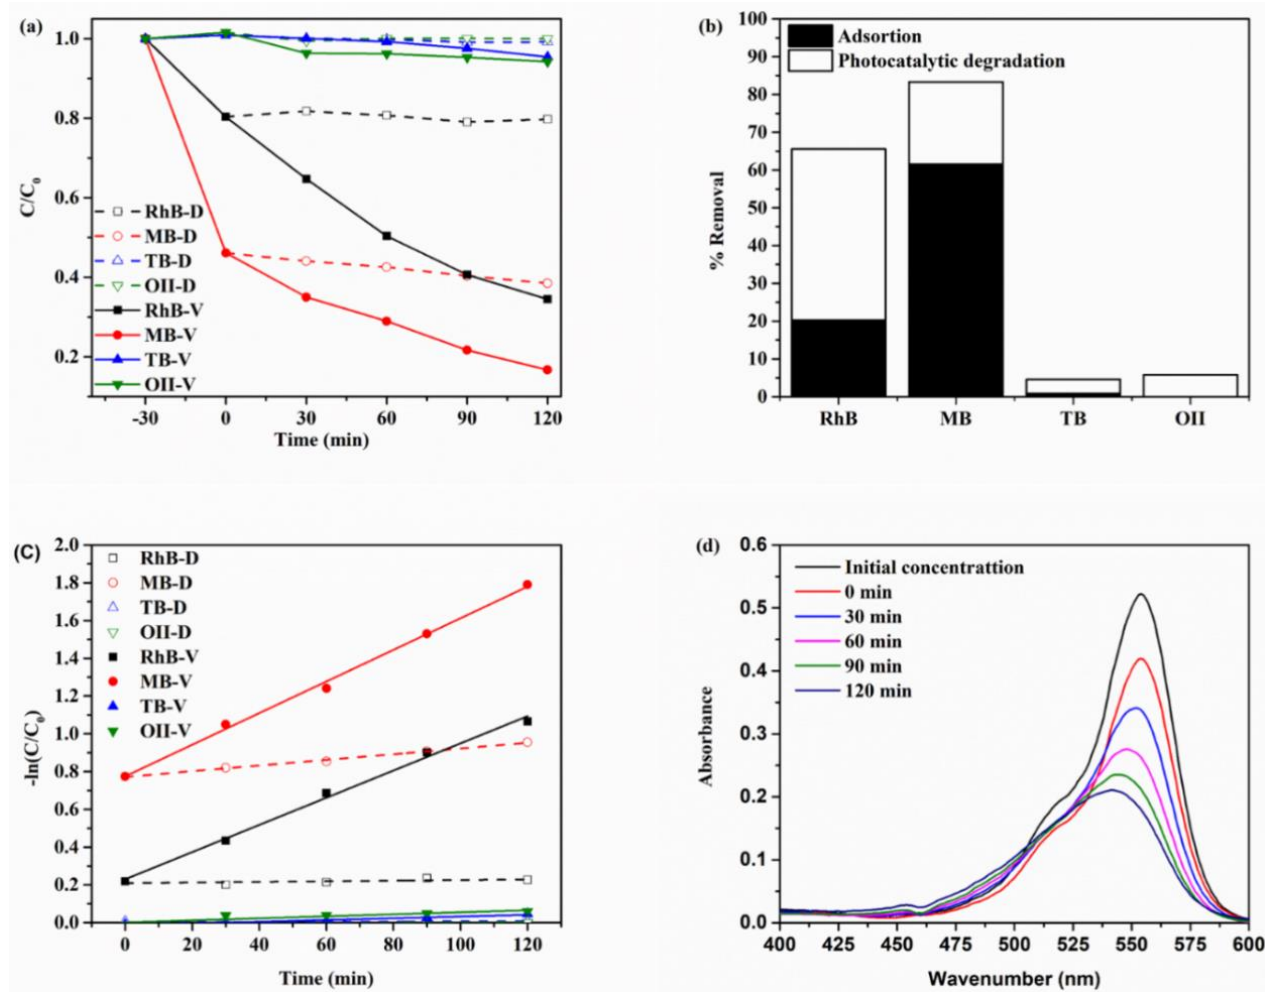 (a)
1.0
0.8
0.6
0.4
0.2
C/C0
RhB-D
MB-D
TB-D
OII-D
RhB-V
MB-V
TB-V
OII-V
-30 0 30 60 90 120
Time (min)
(b)
100
90
80
70
60
50
40
30
20
10
0
% Removal
Adsortion
Photocatalytic degradation
RhB MB TB OII
(C)
2.0
1.8
1.6
1.4
1.2
1.0
0.8
0.6
0.4
0.2
0.0
-ln(C/C0)
RhB-D
MB-D
TB-D
OII-D
RhB-V
MB-V
TB-V
OII-V
0 20 40 60 80 100 120
Time (min)
(d)
0.6
0.5
0.4
0.3
0.2
0.1
0.0
Absorbance
Initial concentrattion
0 min
30 min
60 min
90 min
120 min
400 425 450 475 500 525 550 575 600
Wavenumber (nm)